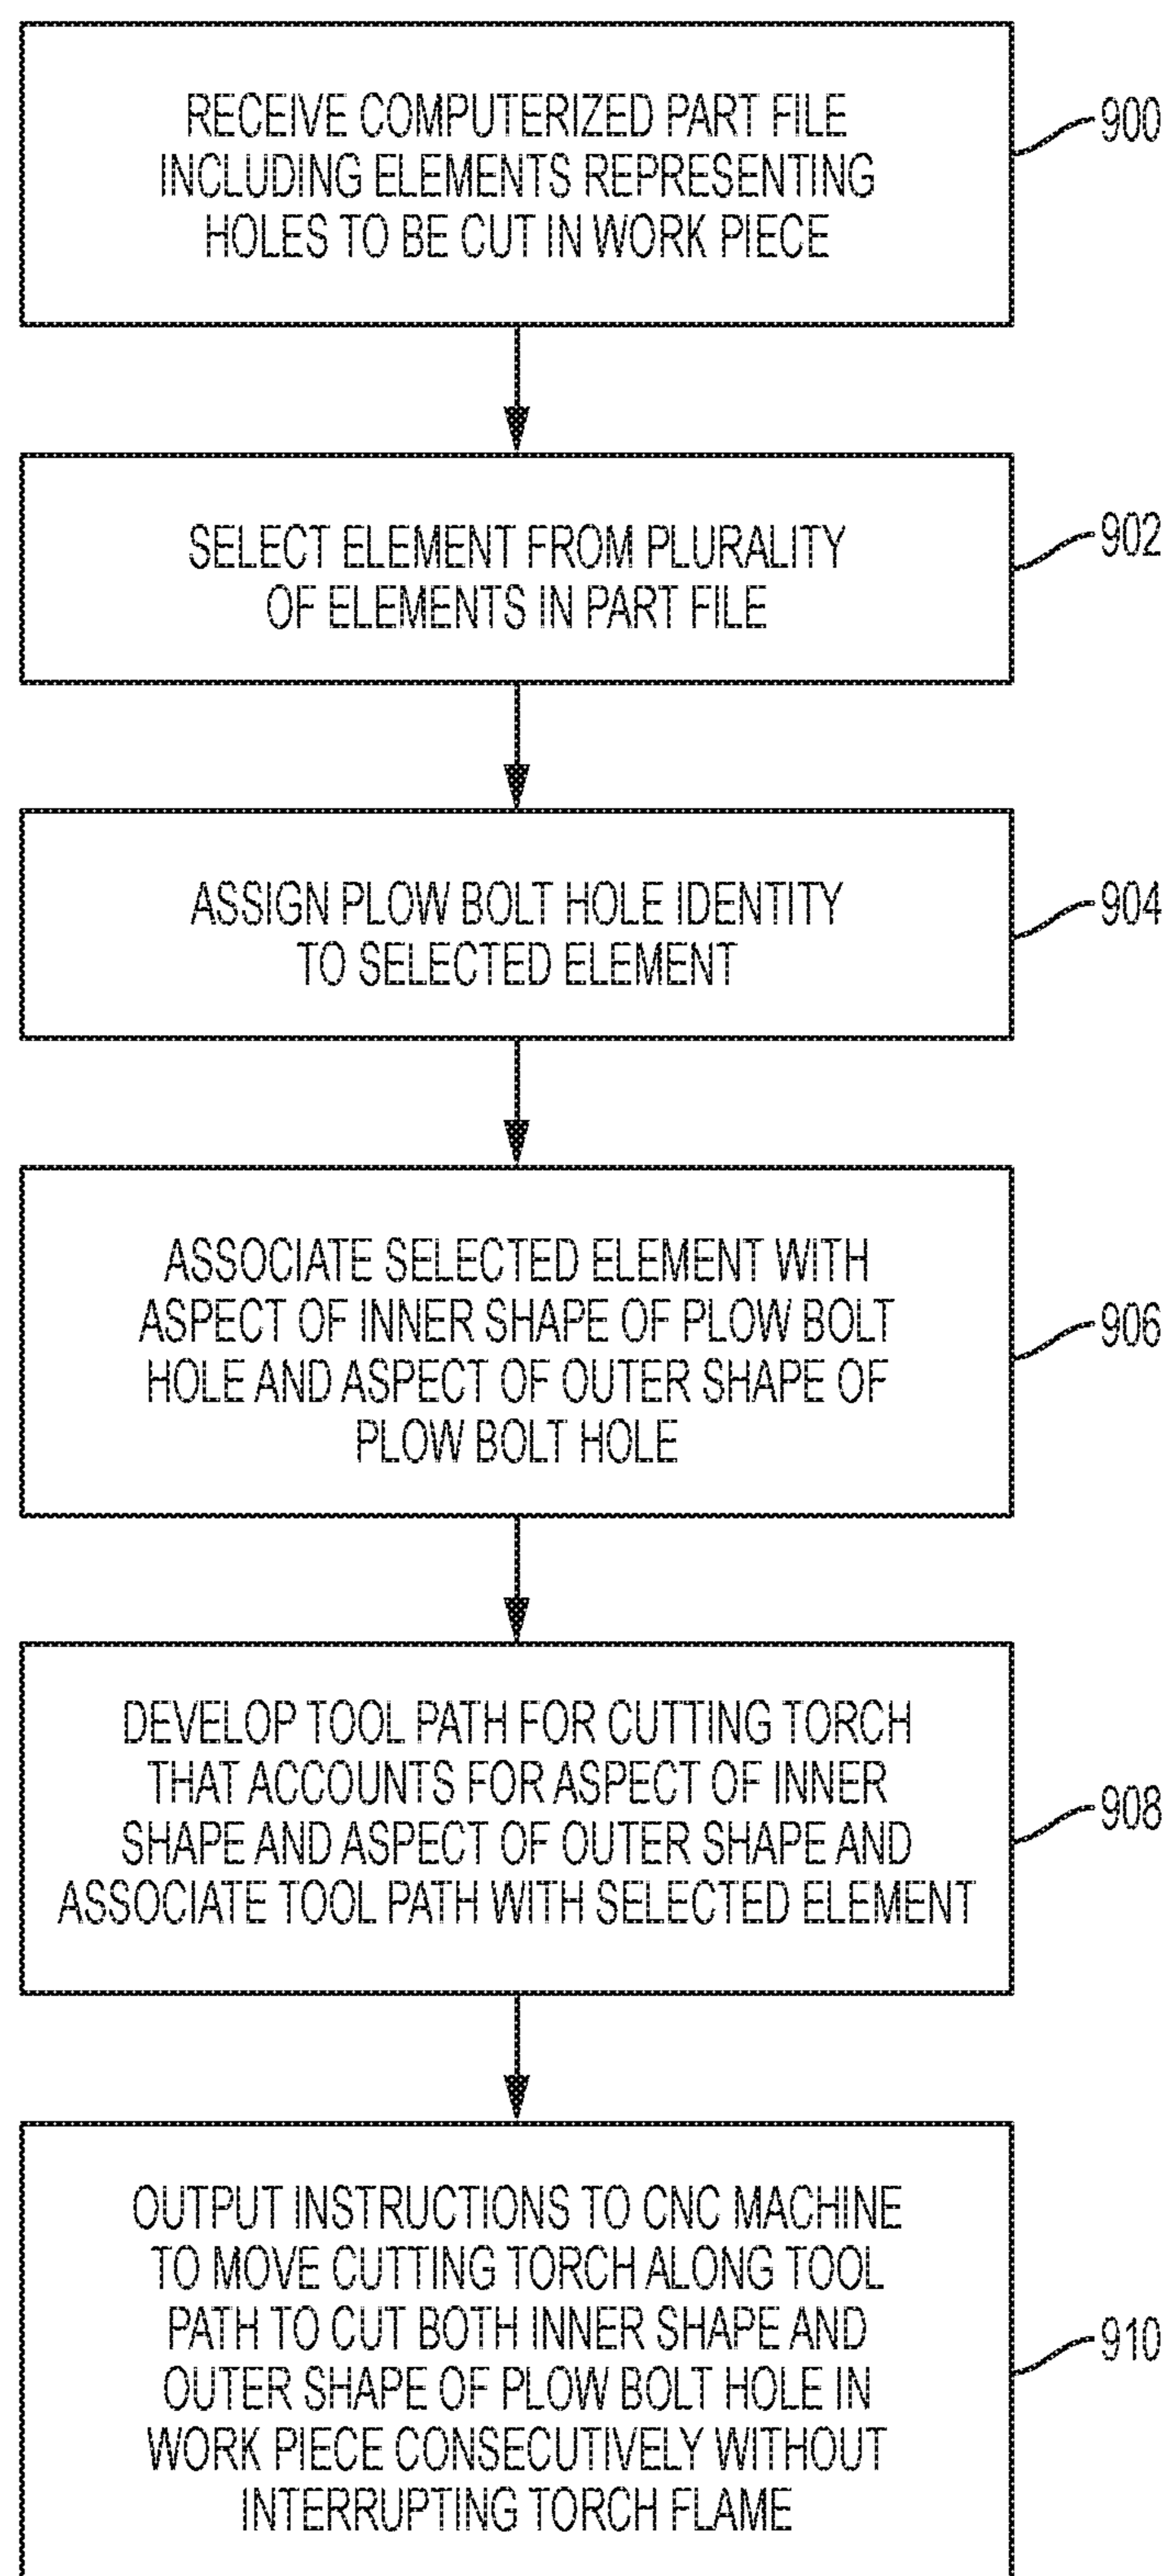 RECEIVE COMPUTERIZED PART FILE
INCLUDING ELEMENTS REPRESENTING
HOLES TO BE CUT IN WORK PIECE
900
SELECT ELEMENT FROM PLURALITY
OF ELEMENTS IN PART FILE
902
ASSIGN PLOW BOLT HOLE IDENTITY
TO SELECTED ELEMENT
904
ASSOCIATE SELECTED ELEMENT WITH
ASPECT OF INNER SHAPE OF PLOW BOLT
HOLE AND ASPECT OF OUTER SHAPE OF
PLOW BOLT HOLE
906
DEVELOP TOOL PATH FOR CUTTING TORCH
THAT ACCOUNTS FOR ASPECT OF INNER
SHAPE AND ASPECT OF OUTER SHAPE AND
ASSOCIATE TOOL PATH WITH SELECTED ELEMENT
908
OUTPUT INSTRUCTIONS TO CNC MACHINE
TO MOVE CUTTING TORCH ALONG TOOL
PATH TO CUT BOTH INNER SHAPE AND
OUTER SHAPE OF PLOW BOLT HOLE IN
WORK PIECE CONSECUTIVELY WITHOUT
INTERRUPTING TORCH FLAME
910